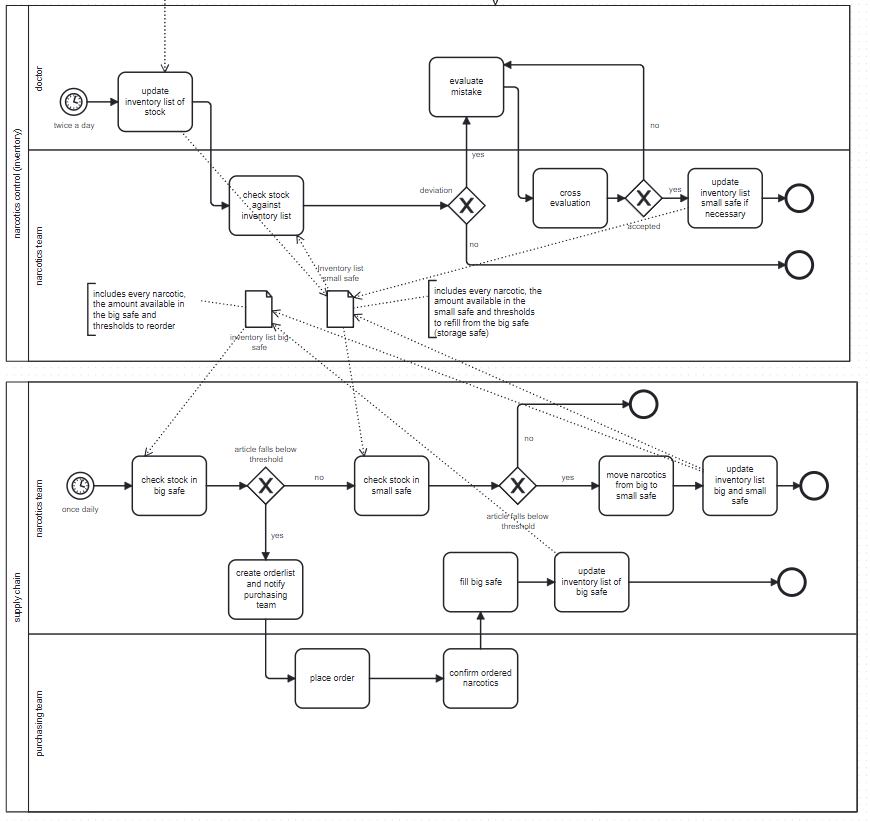 narcotics control (inventory)
doctor
twice a day
update
inventory list of
stock
evaluate
mistake
no
yes
narcotics team
check stock
against
inventory list
deviation
no
cross
evaluation
yes
accepted
update
inventory list
small safe if
necessary
includes every narcotic,
the amount available in
the big safe and
thresholds to reorder
inventory list big
safe
Inventory list
small safe
includes every narcotic, the
amount available in the
small safe and thresholds
to refill from the big safe
(storage safe)
supply chain
narcotics team
once daily
check stock in
big safe
article falls below
threshold
no
yes
check stock in
small safe
no
yes
article falls below
threshold
move narcotics
from big to
small safe
update
inventory list
big and small
safe
create orderlist
and notify
purchasing
team
fill big safe
update
inventory list of
big safe
purchasing team
place order
confirm ordered
narcotics